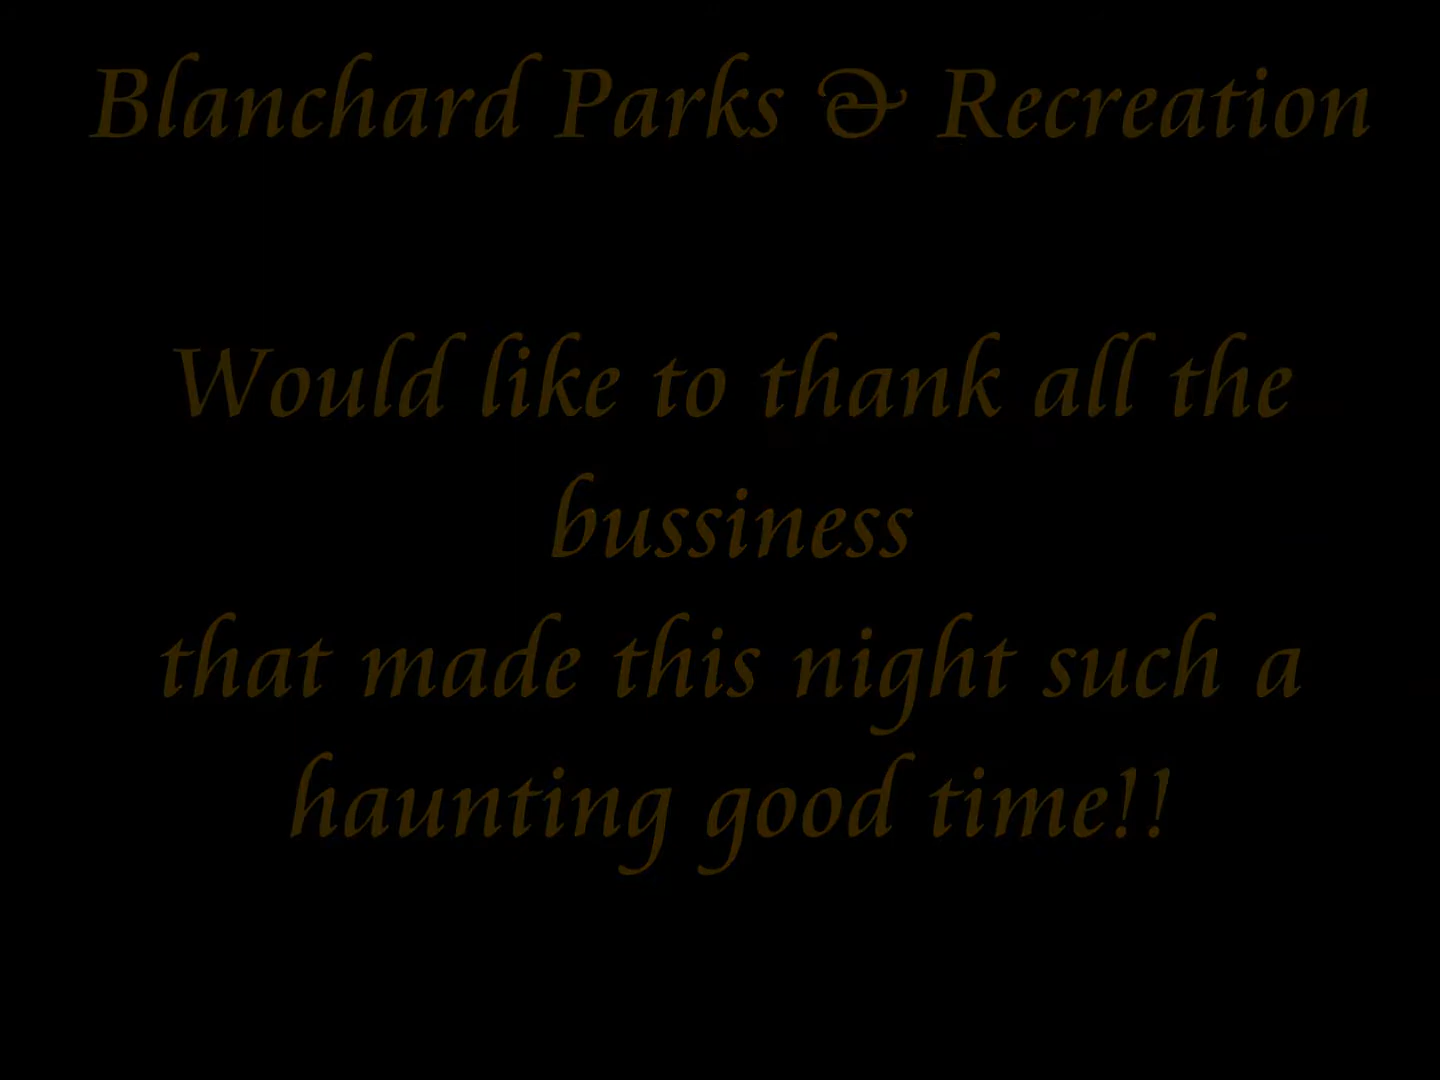 Blanchard Parks & Recreation
Would like to thank all the
bussiness
that made this night such a
haunting good time!!